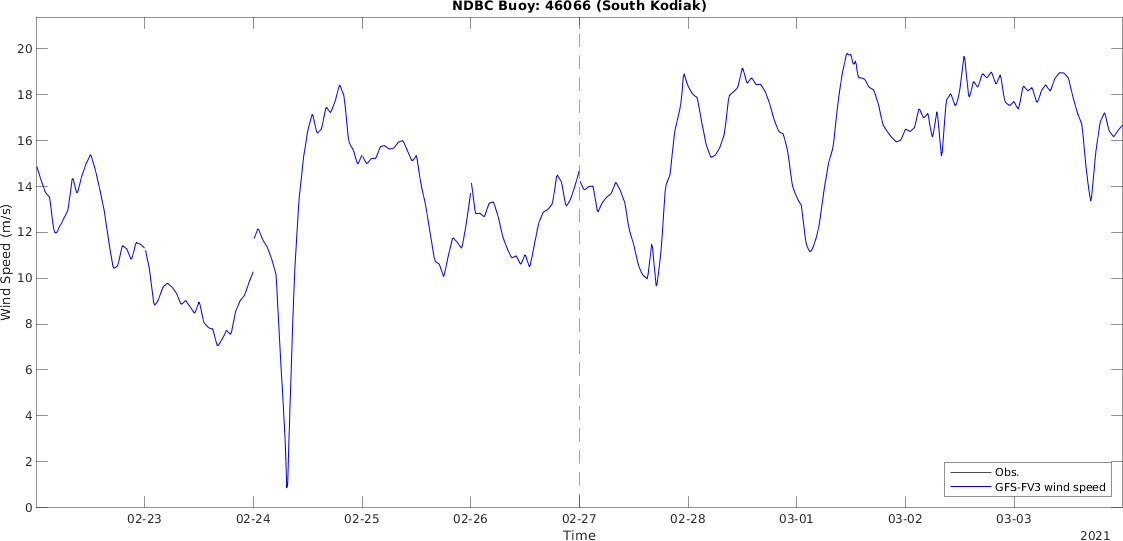 NDBC Buoy: 46066 (South Kodiak)
20
18
16
14
12
10
8
6
4
2
0
Wind Speed (m/s)
02-23 02-24 02-25 02-26 02-27 02-28 03-01 03-02 03-03
Time
2021
Obs.
GFS-FV3 wind speed